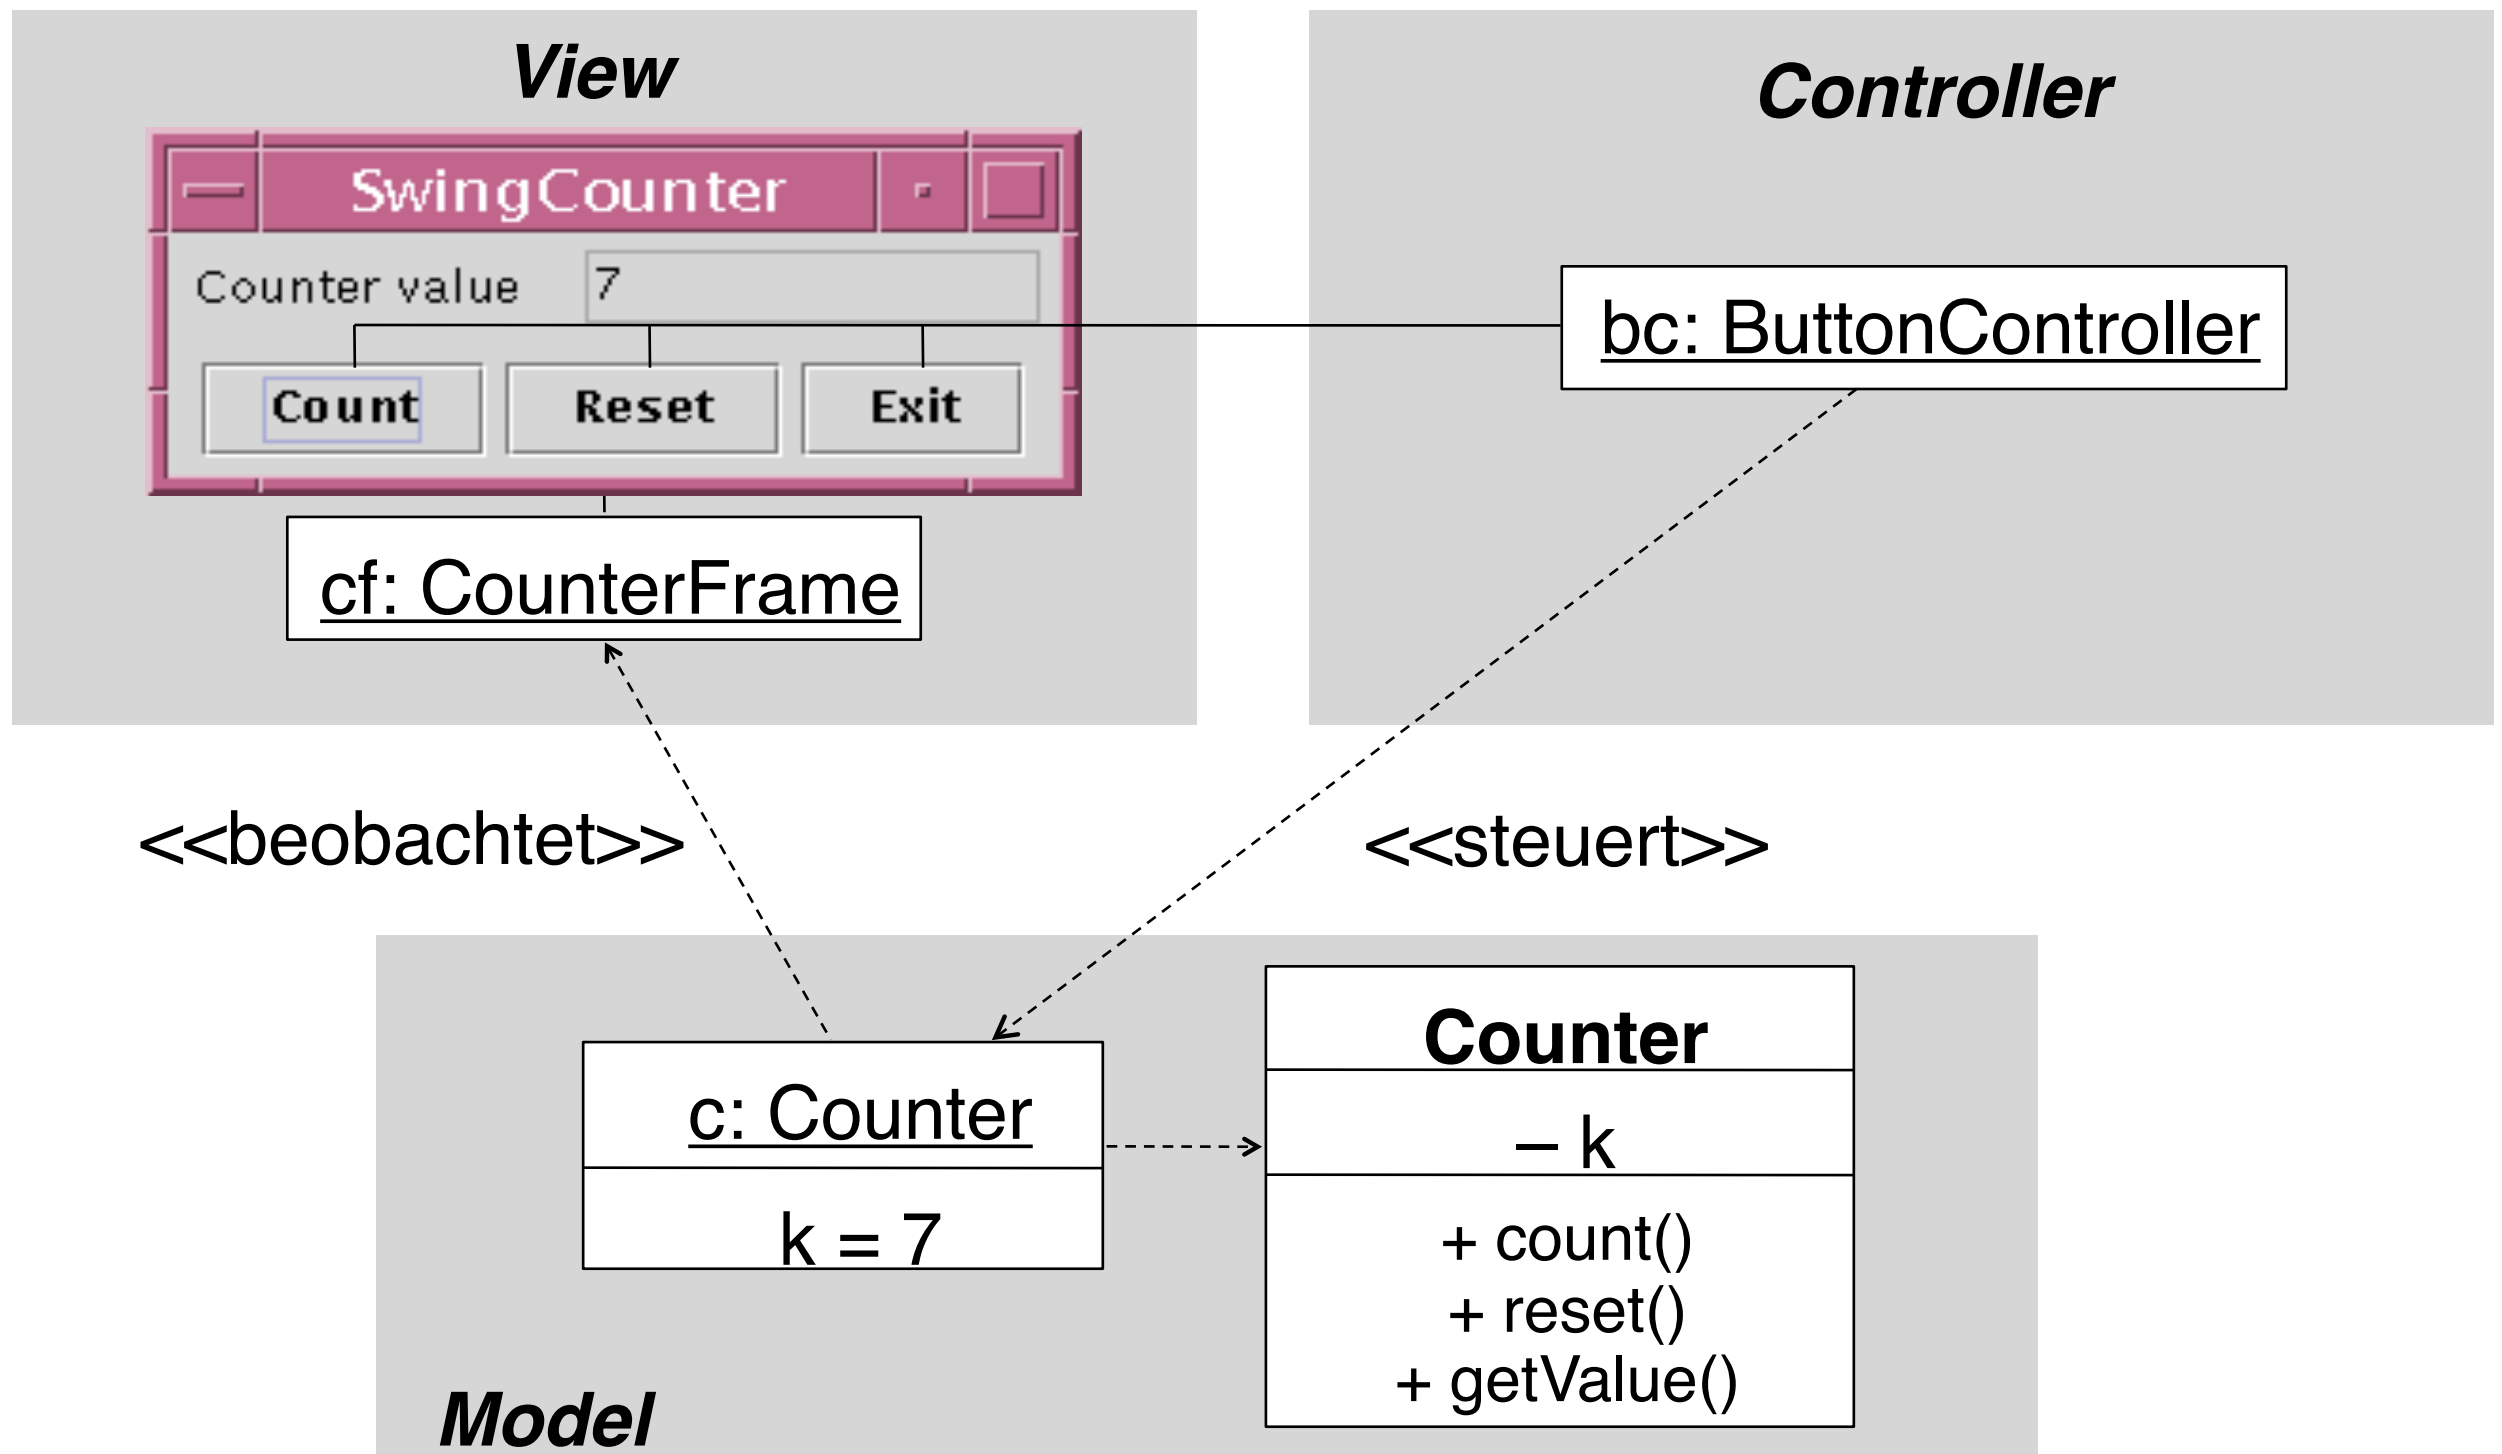 View
SwingCounter
Counter value 7
Count Reset Exit
cf: CounterFrame
Controller
bc: ButtonController
<<beobachtet>>
<<steuert>>
c: Counter
k = 7
Counter
– k
+ count()
+ reset()
+ getValue()
Model